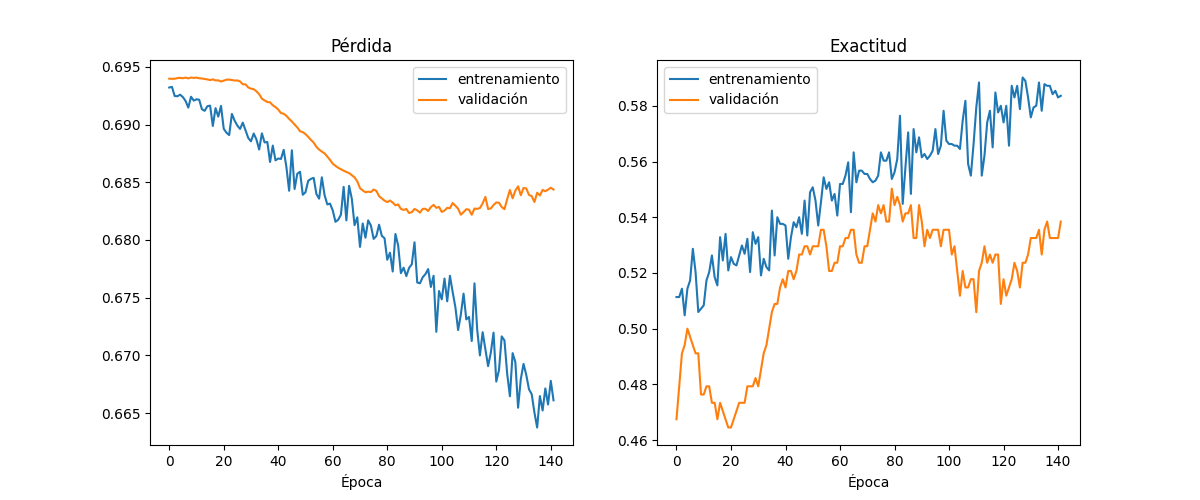 Pérdida
0.695
0.690
0.685
0.680
0.675
0.670
0.665
0 20 40 60 80 100 120 140
Época
entrenamiento
validación
Exactitud
0.58
0.56
0.54
0.52
0.50
0.48
0.46
0 20 40 60 80 100 120 140
Época
entrenamiento
validación